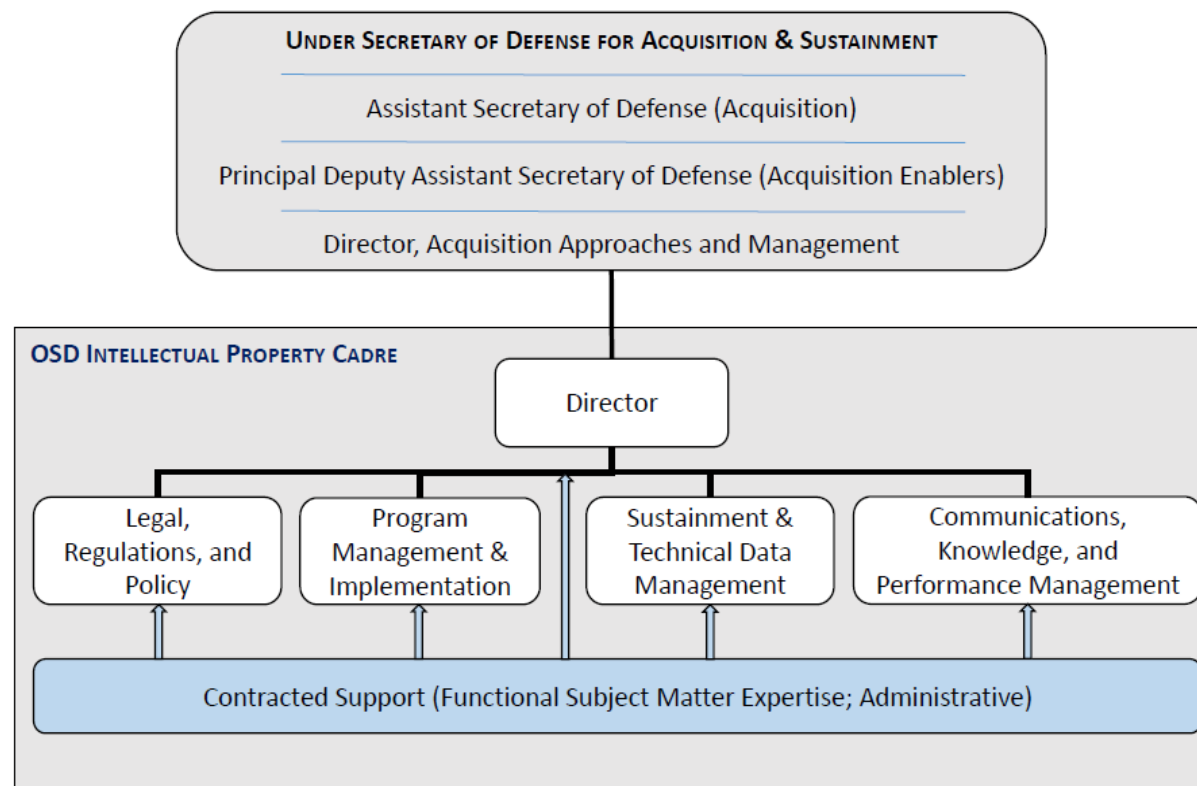 UNDER SECRETARY OF DEFENSE FOR ACQUISITION & SUSTAINMENT
Assistant Secretary of Defense (Acquisition)
Principal Deputy Assistant Secretary of Defense (Acquisition Enablers)
Director, Acquisition Approaches and Management
OSD INTELLECTUAL PROPERTY CADRE
Director
Legal,
Regulations, and
Policy
Program
Management &
Implementation
Sustainment &
Technical Data
Management
Communications,
Knowledge, and
Performance Management
Contracted Support (Functional Subject Matter Expertise; Administrative)